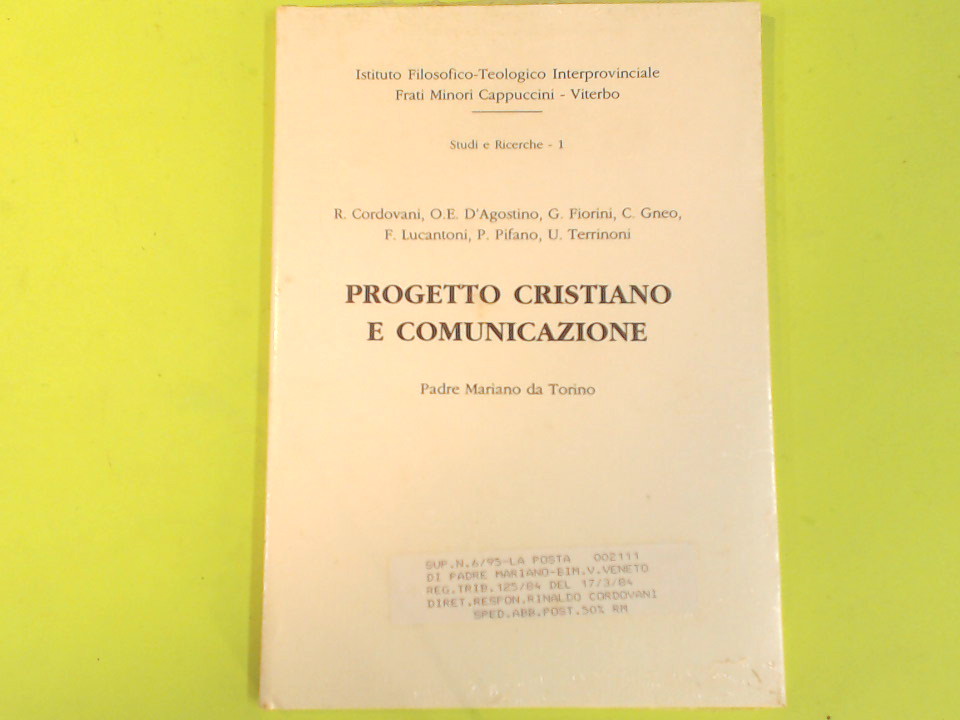 Istituto Filosofico-Teologico Interprovinciale
Frati Minori Cappuccini - Viterbo
Studi e Ricerche - 1
R. Cordovani, O.E. D'Agostino, G. Fiorini, C. Gneo,
F. Lucantoni, P. Pifano, U. Terrinoni
PROGETTO CRISTIANO
E COMUNICAZIONE
Padre Mariano da Torino
SUP.N.6/95-LA POSTA 002111
DI PADRE MARIANO-BIM.V.VENETO
REG.TRIB.125/84 DEL 17/3/84
DIRET.RESPON.RINALDO CORDOVANI
SPED.ABB.POST.50% RM